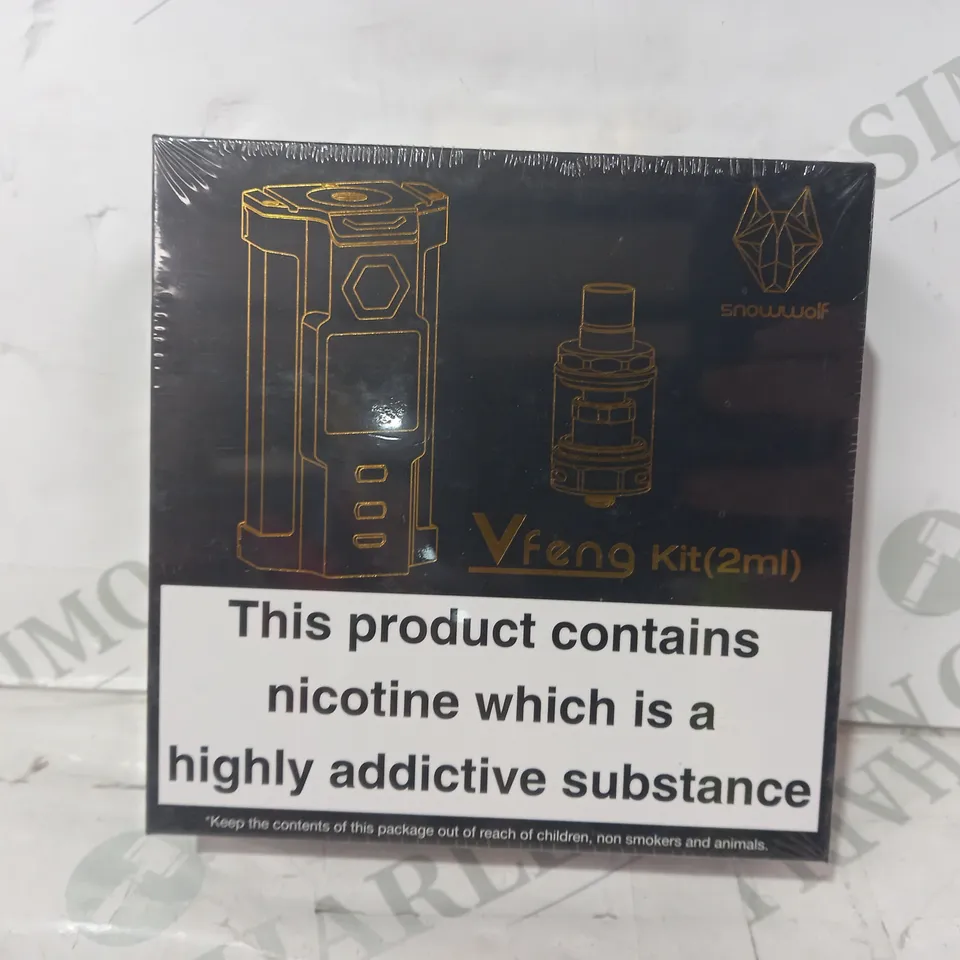 snowwolf
Vfeng Kit(2ml)
This product contains
nicotine which is a
highly addictive substance
*Keep the contents of this package out of reach of children, non smokers and animals.